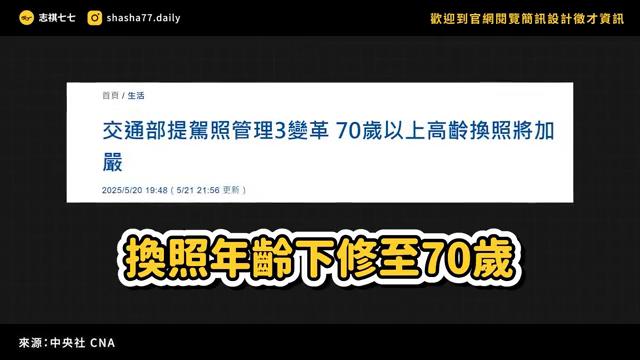 志祺七七
shasha77.daily
歡迎到官網閱覽簡訊設計徵才資訊
首頁 / 生活
交通部提駕照管理3變革 70歲以上高齡換照將加
嚴
2025/5/20 19:48（5/21 21:56 更新）
換照年齡下修至70歲
來源：中央社 CNA